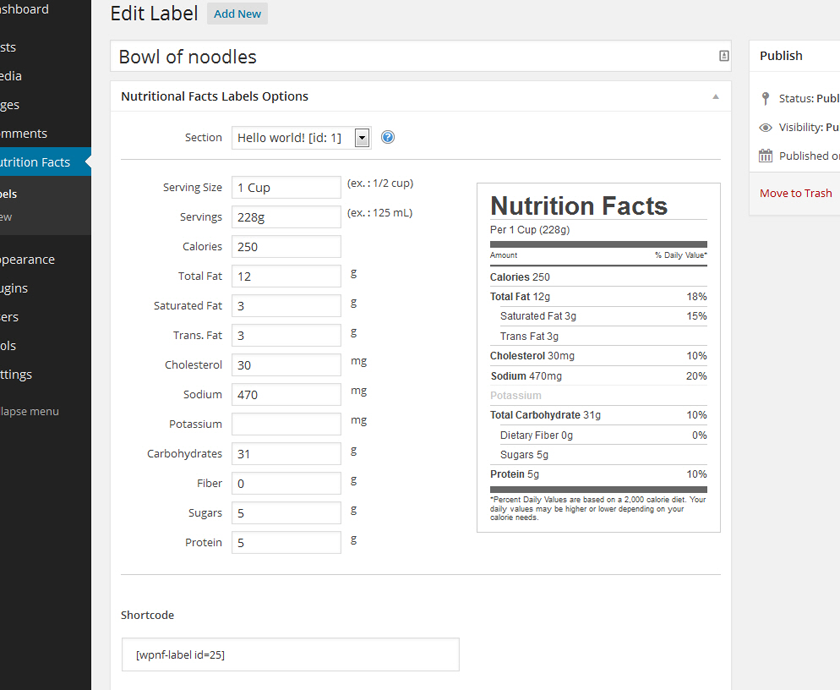 shboard
sts
edia
ges
omments
utrition Facts
pels
ew
ppearance
ugins
ers
ols
ttings
lapse menu
Edit Label Add New
Bowl of noodles
Nutritional Facts Labels Options
Section Hello world! [id: 1] ?
Serving Size 1 Cup (ex. : 1/2 cup)
Servings 228g (ex. : 125 mL)
Calories 250
Total Fat 12 g
Saturated Fat 3 g
Trans. Fat 3 g
Cholesterol 30 mg
Sodium 470 mg
Potassium mg
Carbohydrates 31 g
Fiber 0 g
Sugars 5 g
Protein 5 g
Nutrition Facts
Per 1 Cup (228g)
Amount % Daily Value*
Calories 250
Total Fat 12g 18%
Saturated Fat 3g 15%
Trans Fat 3g
Cholesterol 30mg 10%
Sodium 470mg 20%
Potassium
Total Carbohydrate 31g 10%
Dietary Fiber 0g 0%
Sugars 5g
Protein 5g 10%
*Percent Daily Values are based on a 2,000 calorie diet. Your
daily values may be higher or lower depending on your
calorie needs.
Shortcode
[wpnf-label id=25]
Publish
Status: Publ
Visibility: Pu
Published o
Move to Trash